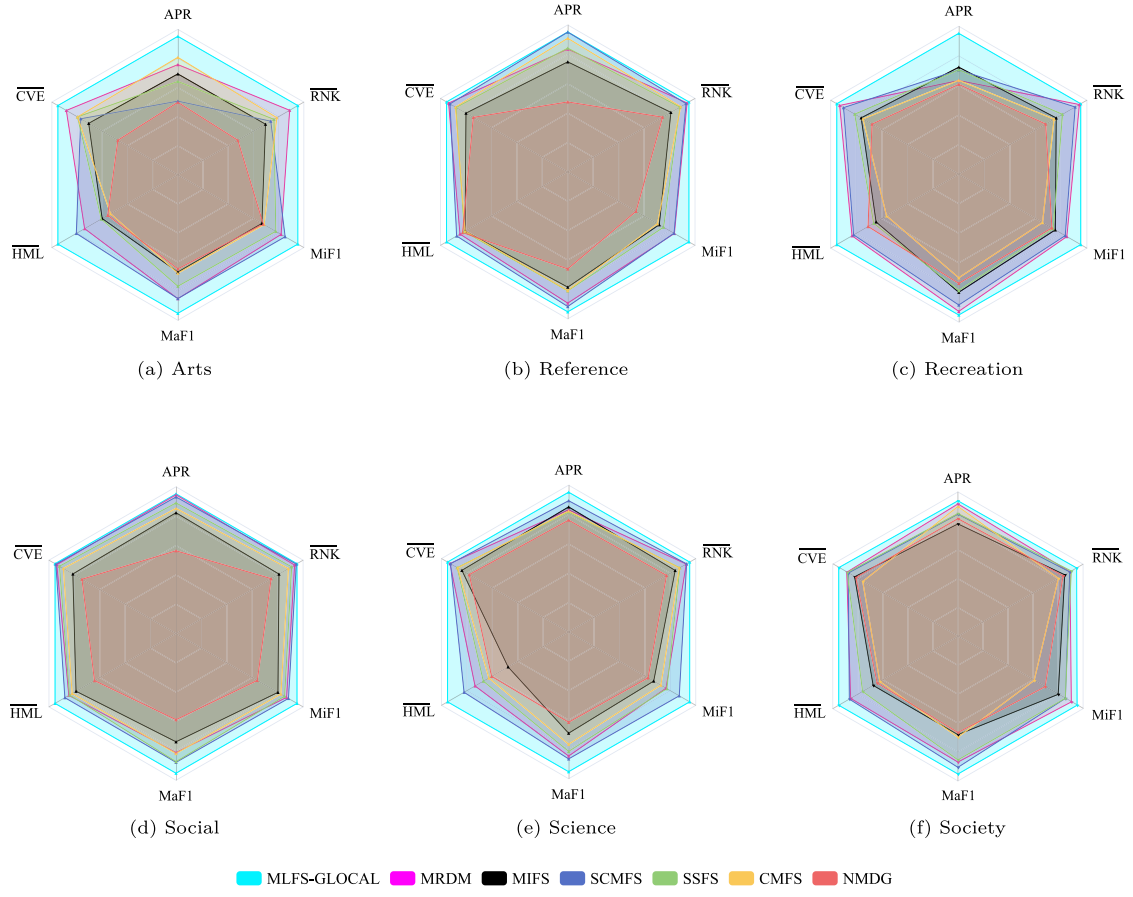 APR
APR
APR
CVE RNK
CVE RNK
CVE RNK
HML MiF1
HML MiF1
HML MiF1
MaF1
MaF1
MaF1
(a) Arts
(b) Reference
(c) Recreation
APR
APR
APR
CVE RNK
CVE RNK
CVE RNK
HML MiF1
HML MiF1
HML MiF1
MaF1
MaF1
MaF1
(d) Social
(e) Science
(f) Society
MLFS-GLOCAL MRDM MIFS SCMFS SSFS CMFS NMDG